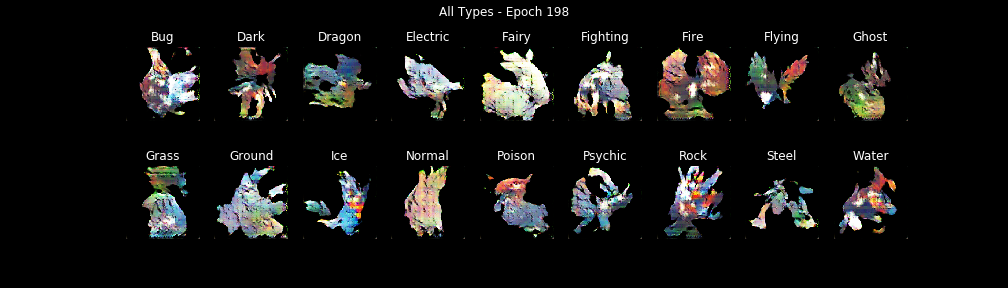 All Types - Epoch 198
Bug Dark Dragon Electric Fairy Fighting Fire Flying Ghost
Grass Ground Ice Normal Poison Psychic Rock Steel Water